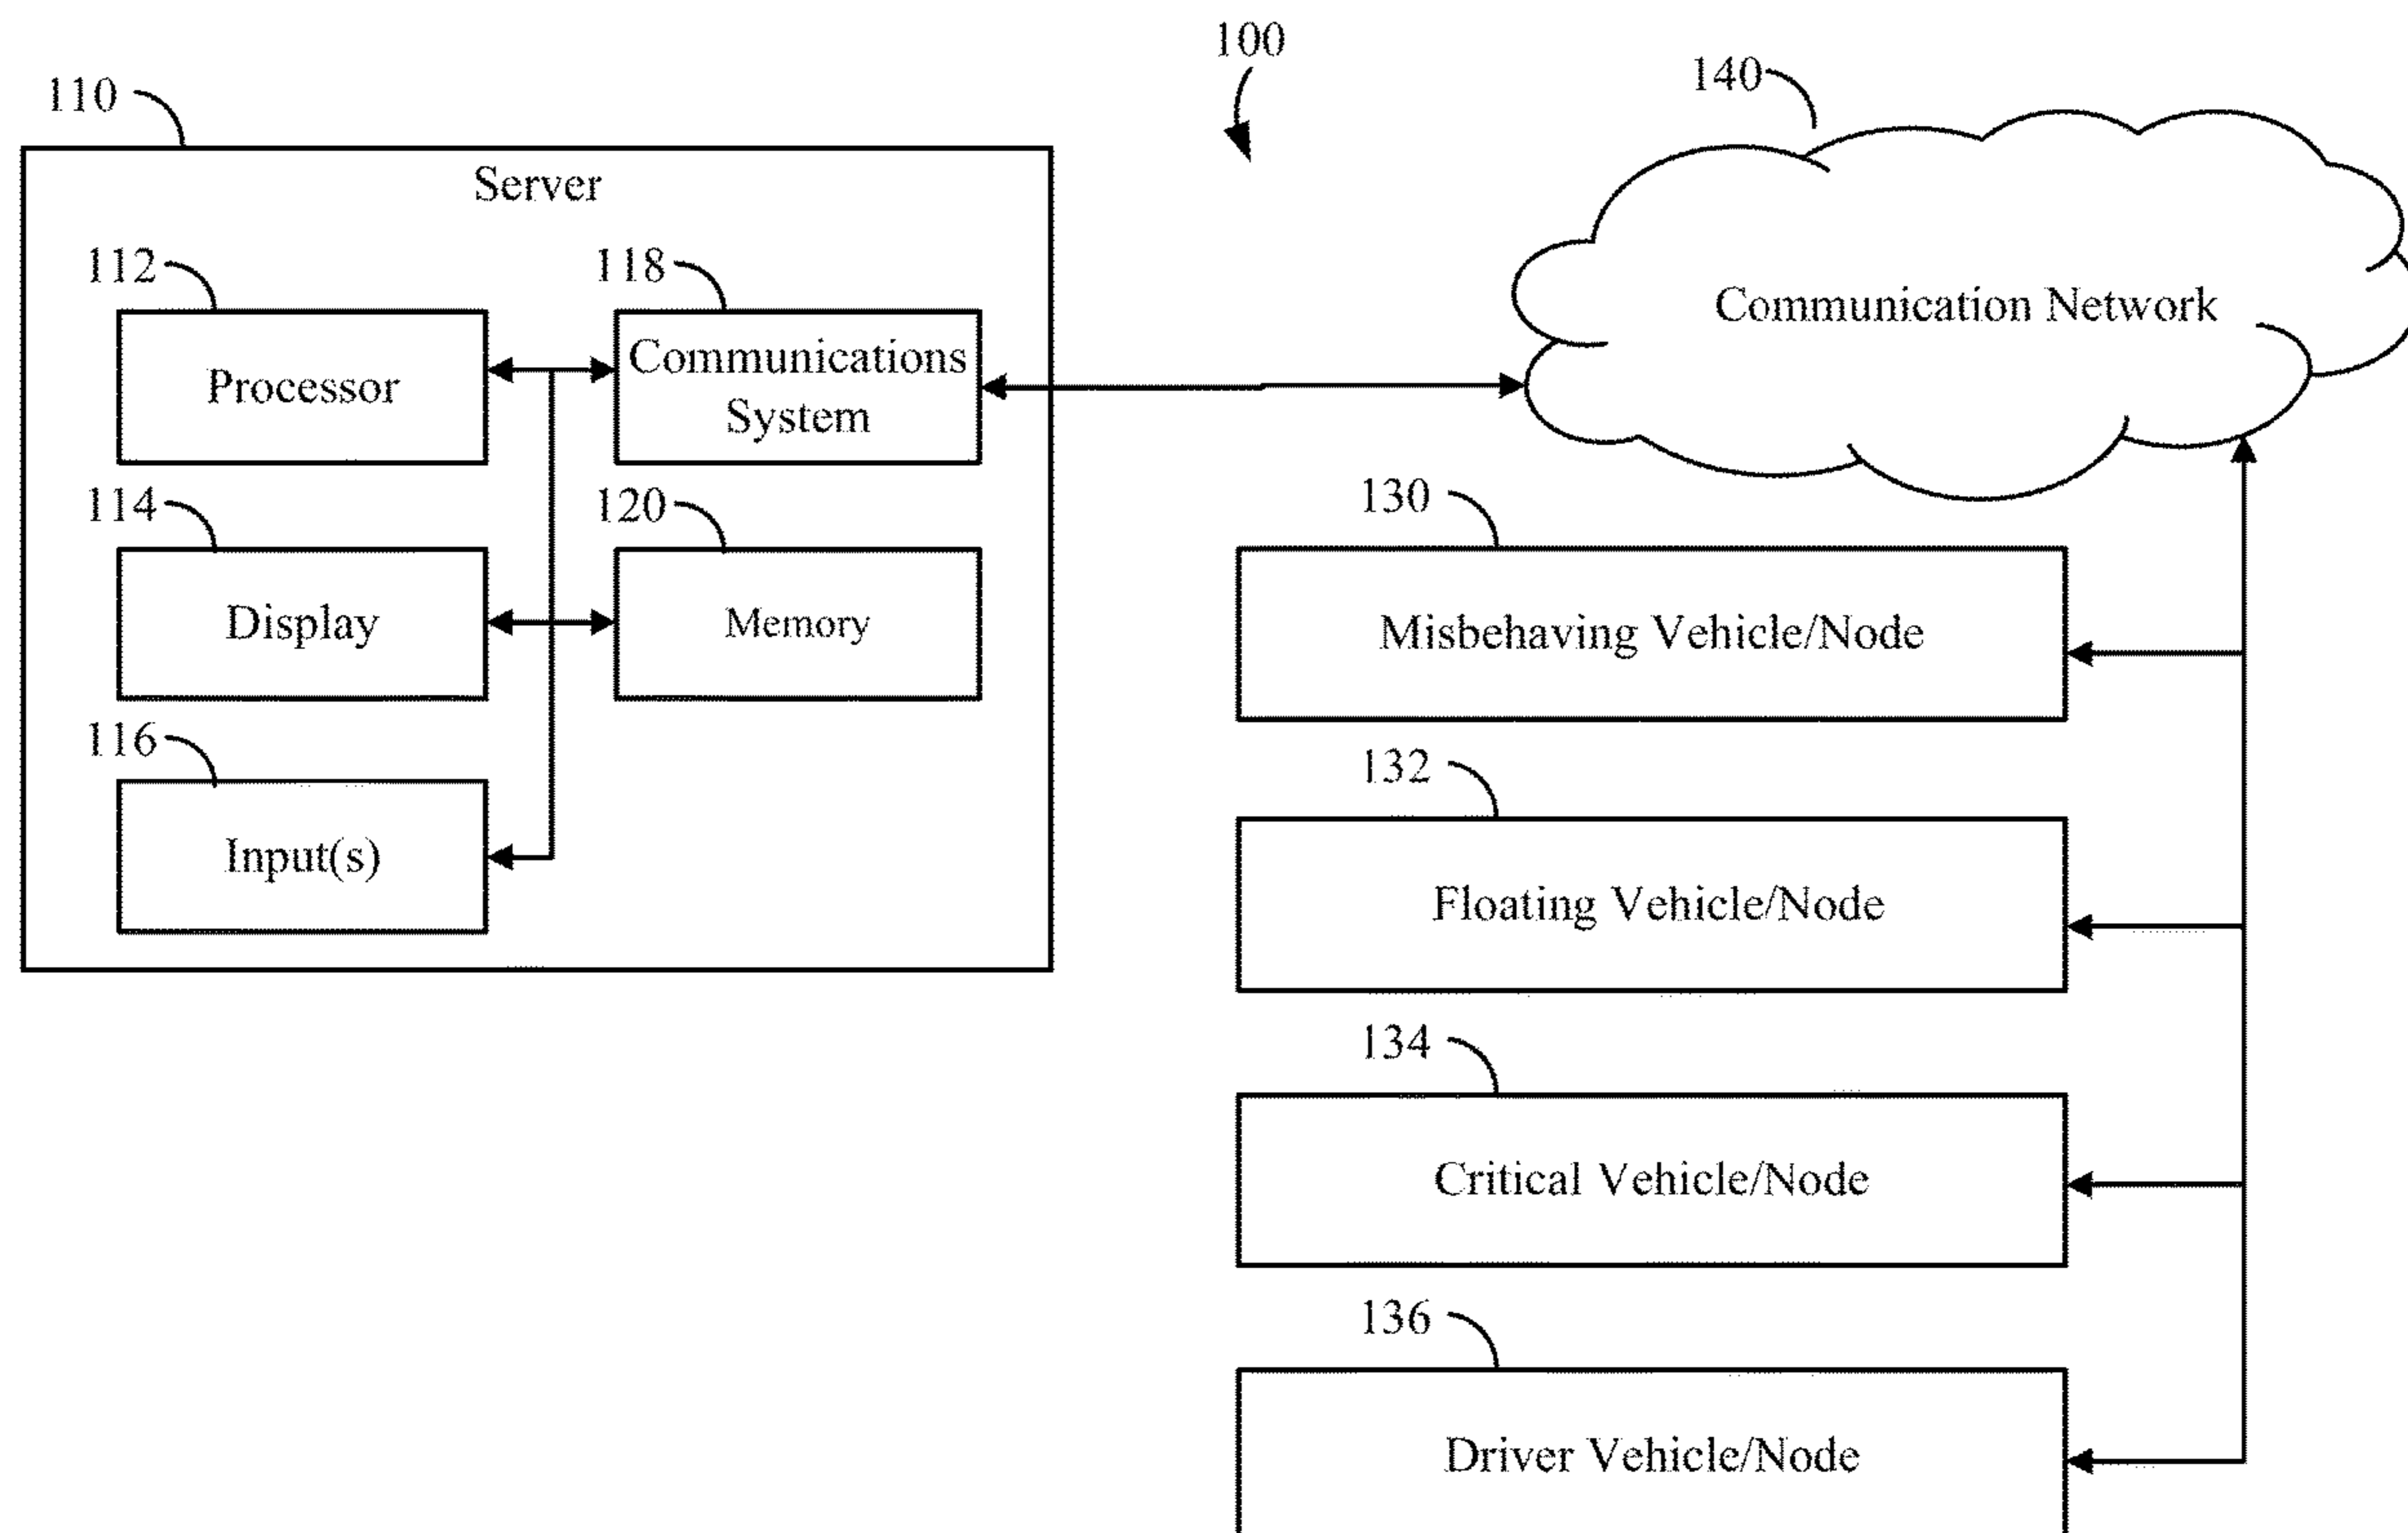 100
140
110
Server
112
118
Processor
Communications
System
Communication Network
114
120
Display
Memory
116
Input(s)
130
Misbehaving Vehicle/Node
132
Floating Vehicle/Node
134
Critical Vehicle/Node
136
Driver Vehicle/Node